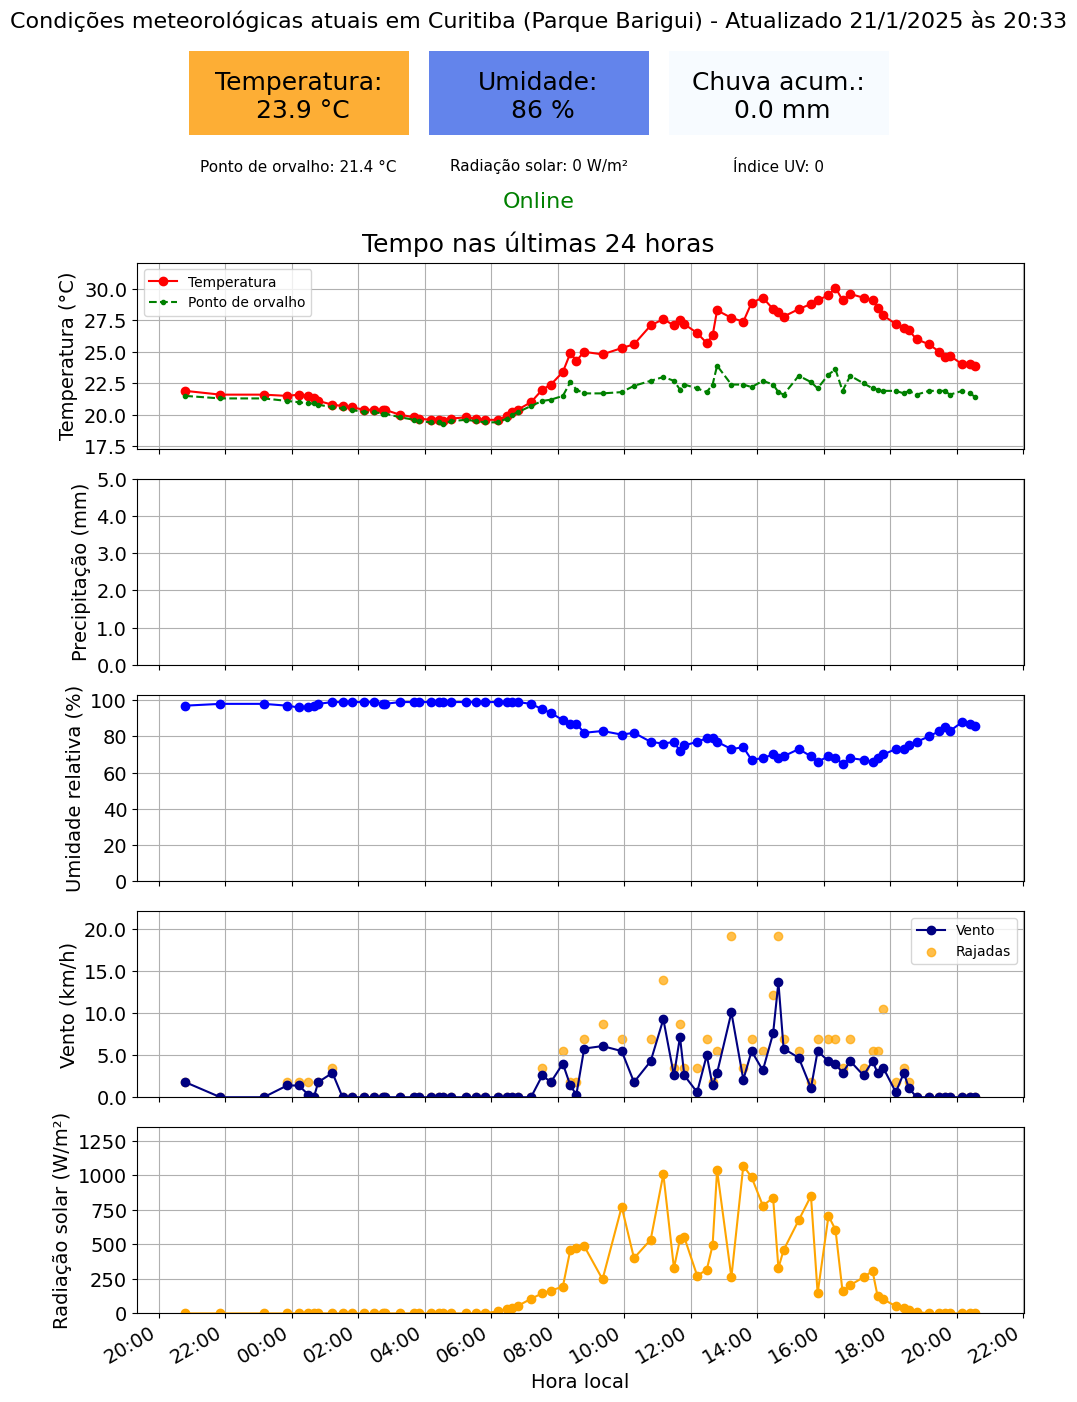 Condições meteorológicas atuais em Curitiba (Parque Barigui) - Atualizado 21/1/2025 às 20:33
Temperatura:
23.9 °C
Umidade:
86 %
Chuva acum.:
0.0 mm
Ponto de orvalho: 21.4 °C
Radiação solar: 0 W/m²
Índice UV: 0
Online
Tempo nas últimas 24 horas
Temperatura (°C)
30.0
27.5
25.0
22.5
20.0
17.5
Temperatura
Ponto de orvalho
Precipitação (mm)
5.0
4.0
3.0
2.0
1.0
0.0
Umidade relativa (%)
100
80
60
40
20
0
Vento (km/h)
20.0
15.0
10.0
5.0
0.0
Vento
Rajadas
Radiação solar (W/m²)
1250
1000
750
500
250
0
20:00
22:00
00:00
02:00
04:00
06:00
08:00
10:00
12:00
14:00
16:00
18:00
20:00
22:00
Hora local